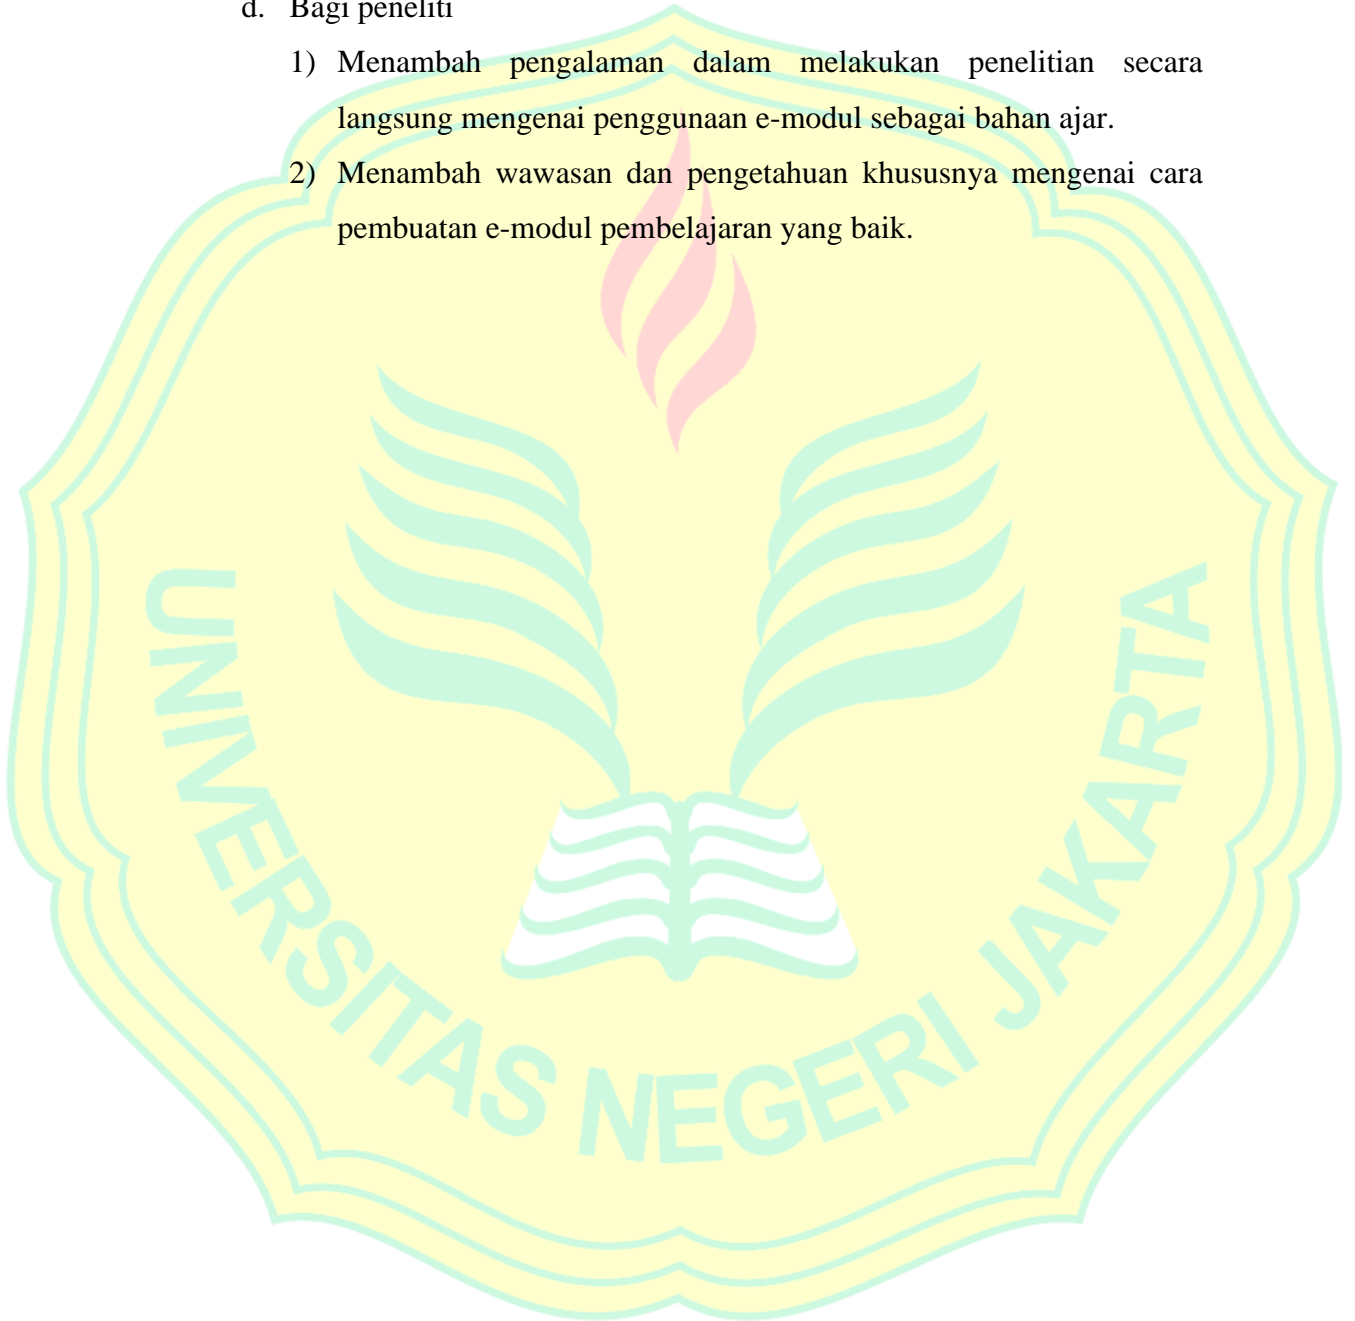 d. Bagi peneliti
1) Menambah pengalaman dalam melakukan penelitian secara
langsung mengenai penggunaan e-modul sebagai bahan ajar.
2) Menambah wawasan dan pengetahuan khususnya mengenai cara
pembuatan e-modul pembelajaran yang baik.
UNIVERSITAS NEGERI JAKARTA